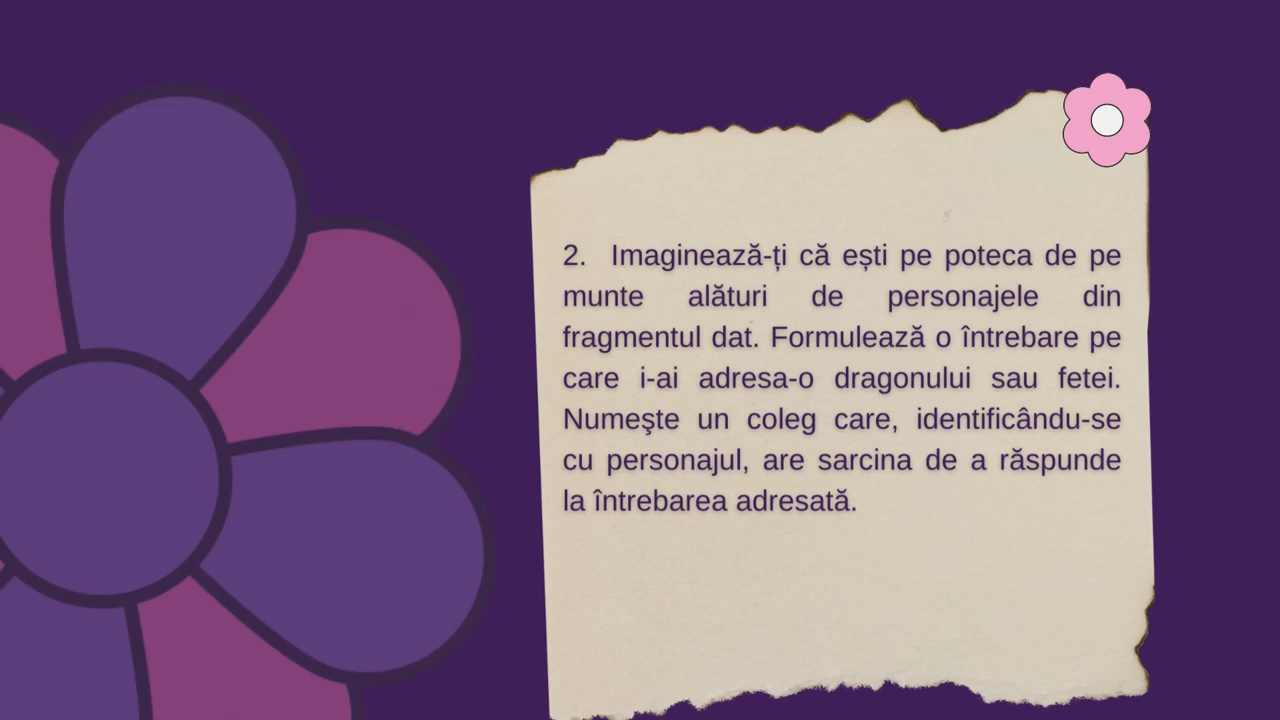 2. Imaginează-ți că ești pe poteca de pe
munte alături de personajele din
fragmentul dat. Formulează o întrebare pe
care i-ai adresa-o dragonului sau fetei.
Numeşte un coleg care, identificându-se
cu personajul, are sarcina de a răspunde
la întrebarea adresată.